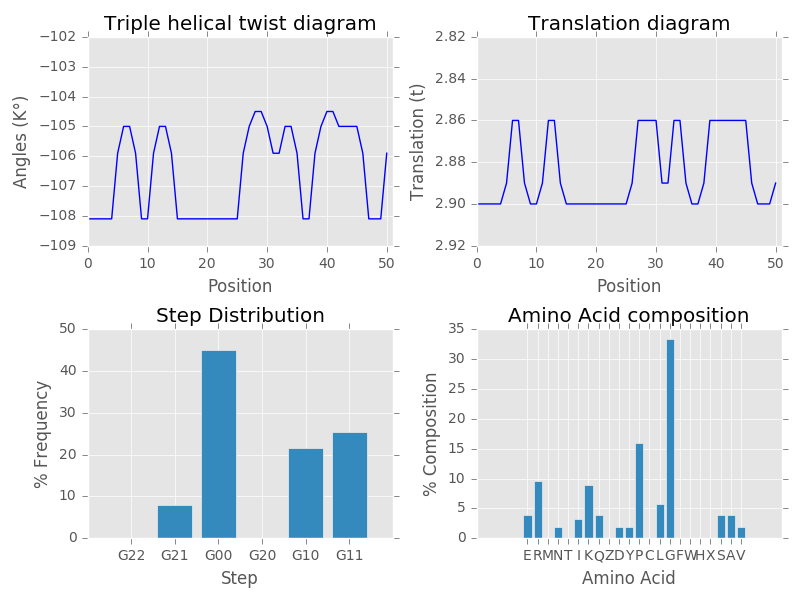 Triple helical twist diagram
Angles (K°)
−102
−103
−104
−105
−106
−107
−108
−109
0 10 20 30 40 50
Position
Translation diagram
Translation (t)
2.82
2.84
2.86
2.88
2.90
2.92
0 10 20 30 40 50
Position
Step Distribution
% Frequency
50
40
30
20
10
0
G22 G21 G00 G20 G10 G11
Step
Amino Acid composition
% Composition
35
30
25
20
15
10
5
0
E R M N T I K Q Z D Y P C L G F W H X S A V
Amino Acid